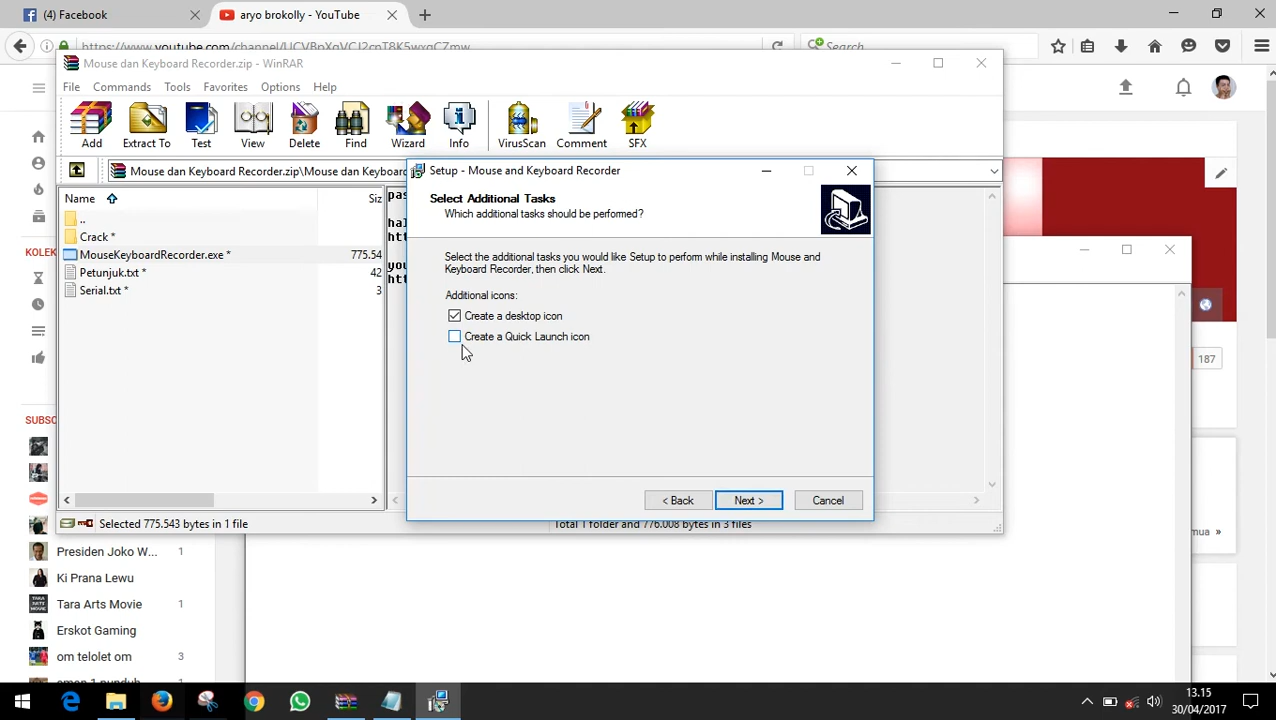 (4) Facebook
aryo brokolly - YouTube
https://www.youtube.com/channel/
Search
Mouse dan Keyboard Recorder.zip - WinRAR
File Commands Tools Favorites Options Help
Add Extract To Test View Delete Find Wizard Info VirusScan Comment SFX
Mouse dan Keyboard Recorder.zip\Mouse dan Keyboard
Name
Siz
..
Crack *
MouseKeyboardRecorder.exe * 775.54
Petunjuk.txt * 42
Serial.txt * 3
Selected 775.543 bytes in 1 file
Total 1 folder and 776.008 bytes in 3 files
Setup - Mouse and Keyboard Recorder
Select Additional Tasks
Which additional tasks should be performed?
Select the additional tasks you would like Setup to perform while installing Mouse and
Keyboard Recorder, then click Next.
Additional icons:
Create a desktop icon
Create a Quick Launch icon
< Back Next > Cancel
KOLEK
SUBSC
Presiden Joko W... 1
Ki Prana Lewu
Tara Arts Movie 1
Erskot Gaming
om telolet om 3
187
mua »
13.15
30/04/2017